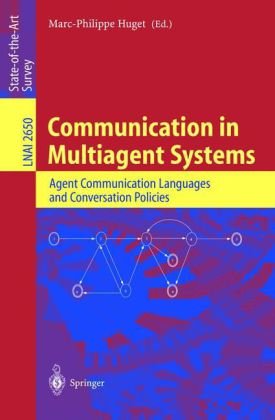 Marc-Philippe Huget (Ed.)
State-of-the-Art
Survey
LNAI 2650
Communication in
Multiagent Systems
Agent Communication Languages
and Conversation Policies
Springer